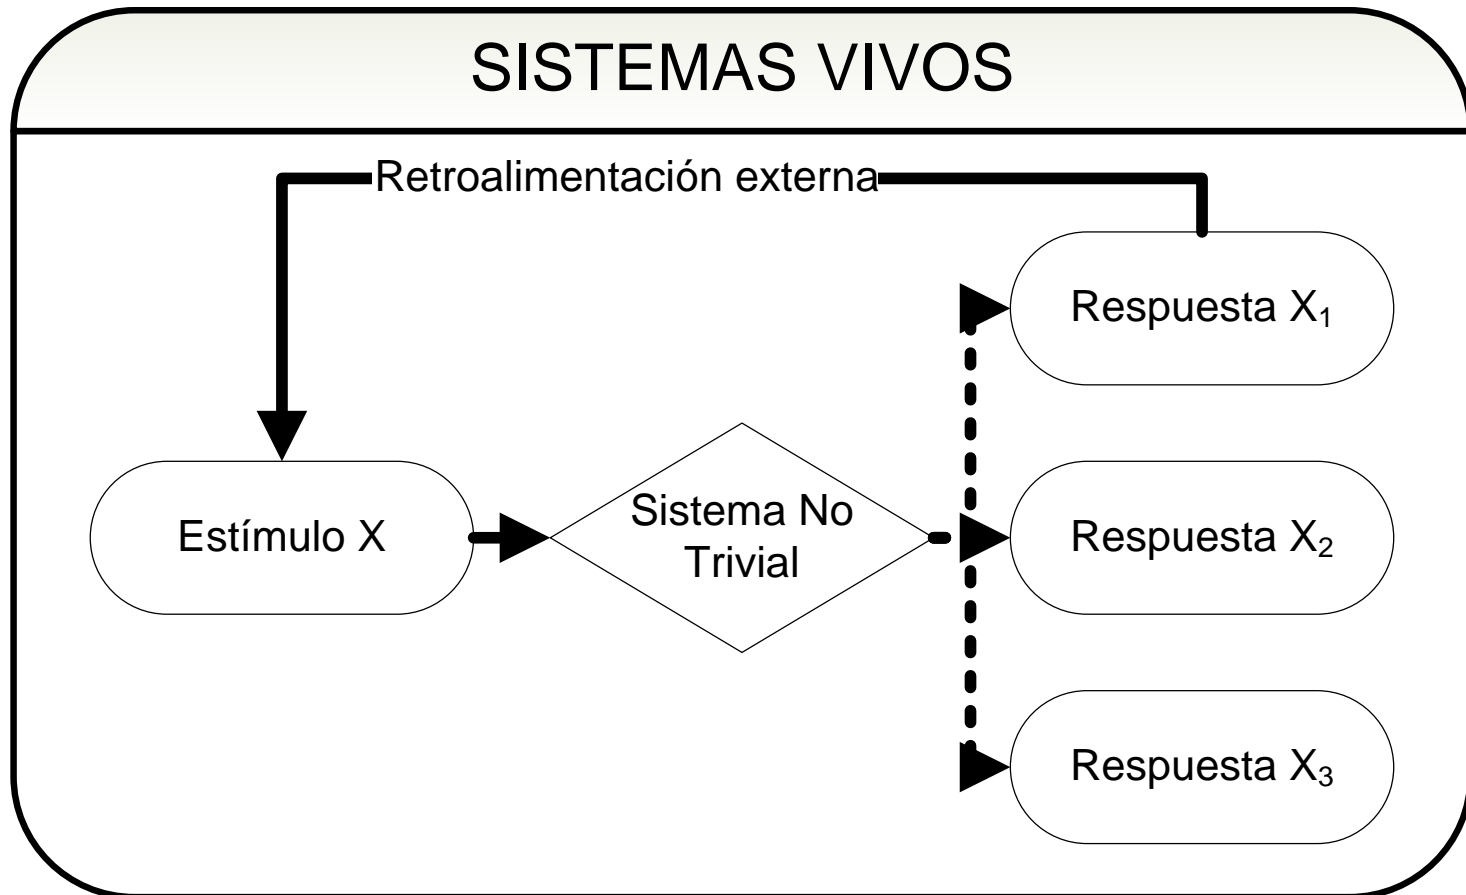 SISTEMAS VIVOS
Retroalimentación externa
Respuesta X₁
Estímulo X
Sistema No
Trivial
Respuesta X₂
Respuesta X₃